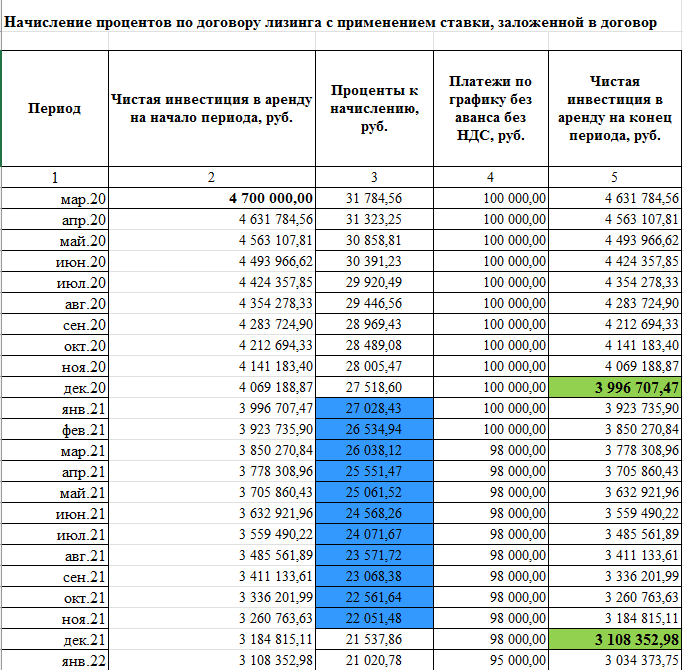 Начисление процентов по договору лизинга с применением ставки, заложенной в договор
Период Чистая инвестиция в аренду на начало периода, руб. Проценты к начислению, руб. Платежи по графику без аванса без НДС, руб. Чистая инвестиция в аренду на конец периода, руб.
1 2 3 4 5
мар.20 4 700 000,00 31 784,56 100 000,00 4 631 784,56
апр.20 4 631 784,56 31 323,25 100 000,00 4 563 107,81
май.20 4 563 107,81 30 858,81 100 000,00 4 493 966,62
июн.20 4 493 966,62 30 391,23 100 000,00 4 424 357,85
июл.20 4 424 357,85 29 920,49 100 000,00 4 354 278,33
авг.20 4 354 278,33 29 446,56 100 000,00 4 283 724,90
сен.20 4 283 724,90 28 969,43 100 000,00 4 212 694,33
окт.20 4 212 694,33 28 489,08 100 000,00 4 141 183,40
ноя.20 4 141 183,40 28 005,47 100 000,00 4 069 188,87
дек.20 4 069 188,87 27 518,60 100 000,00 3 996 707,47
янв.21 3 996 707,47 27 028,43 100 000,00 3 923 735,90
фев.21 3 923 735,90 26 534,94 100 000,00 3 850 270,84
мар.21 3 850 270,84 26 038,12 98 000,00 3 778 308,96
апр.21 3 778 308,96 25 551,47 98 000,00 3 705 860,43
май.21 3 705 860,43 25 061,52 98 000,00 3 632 921,96
июн.21 3 632 921,96 24 568,26 98 000,00 3 559 490,22
июл.21 3 559 490,22 24 071,67 98 000,00 3 485 561,89
авг.21 3 485 561,89 23 571,72 98 000,00 3 411 133,61
сен.21 3 411 133,61 23 068,38 98 000,00 3 336 201,99
окт.21 3 336 201,99 22 561,64 98 000,00 3 260 763,63
ноя.21 3 260 763,63 22 051,48 98 000,00 3 184 815,11
дек.21 3 184 815,11 21 537,86 98 000,00 3 108 352,98
янв.22 3 108 352,98 21 020,78 95 000,00 3 034 373,75